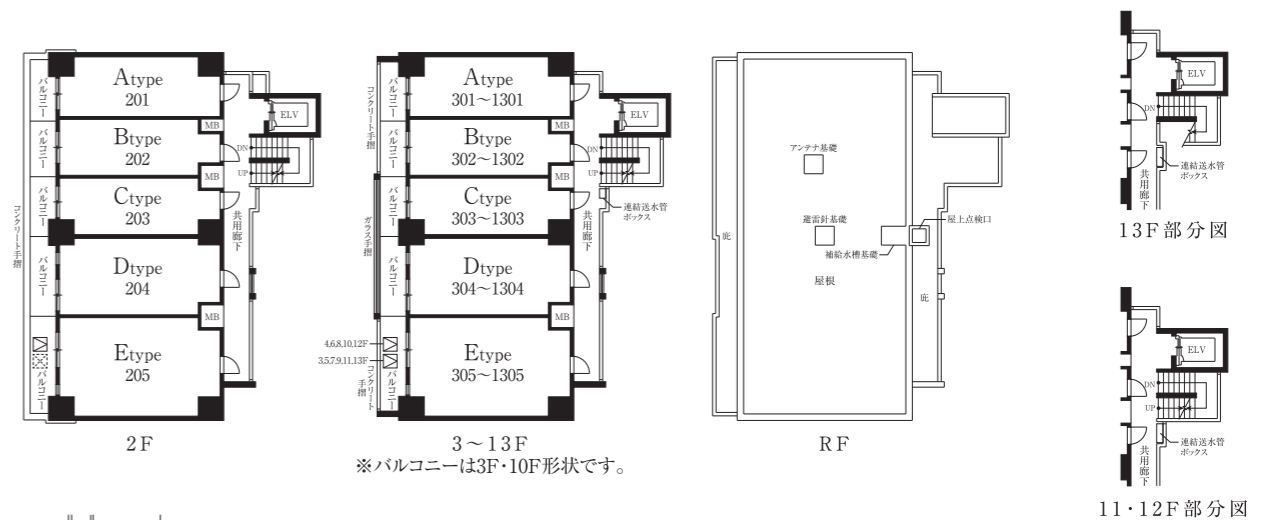 バルコニー
Atype
201
バルコニー
Btype
202
バルコニー
Ctype
203
バルコニー
Dtype
204
バルコニー
Etype
205
コンクリート手摺
MB
MB
MB
ELV
DN
UP
共用廊下
2F
コンクリート手摺
ガラス手摺
コンクリート
手摺
バルコニー
Atype
301〜1301
バルコニー
Btype
302〜1302
バルコニー
Ctype
303〜1303
バルコニー
Dtype
304〜1304
バルコニー
Etype
305〜1305
4,6,8,10,12F
3,5,7,9,11,13F
MB
MB
MB
ELV
DN
UP
連結送水管
ボックス
共用廊下
3〜13F
※バルコニーは3F・10F形状です。
アンテナ基礎
避雷針基礎
屋上点検口
補給水槽基礎
屋根
庇
庇
RF
ELV
DN
連結送水管
ボックス
共用廊下
13F部分図
ELV
DN
UP
連結送水管
ボックス
共用廊下
11・12F部分図